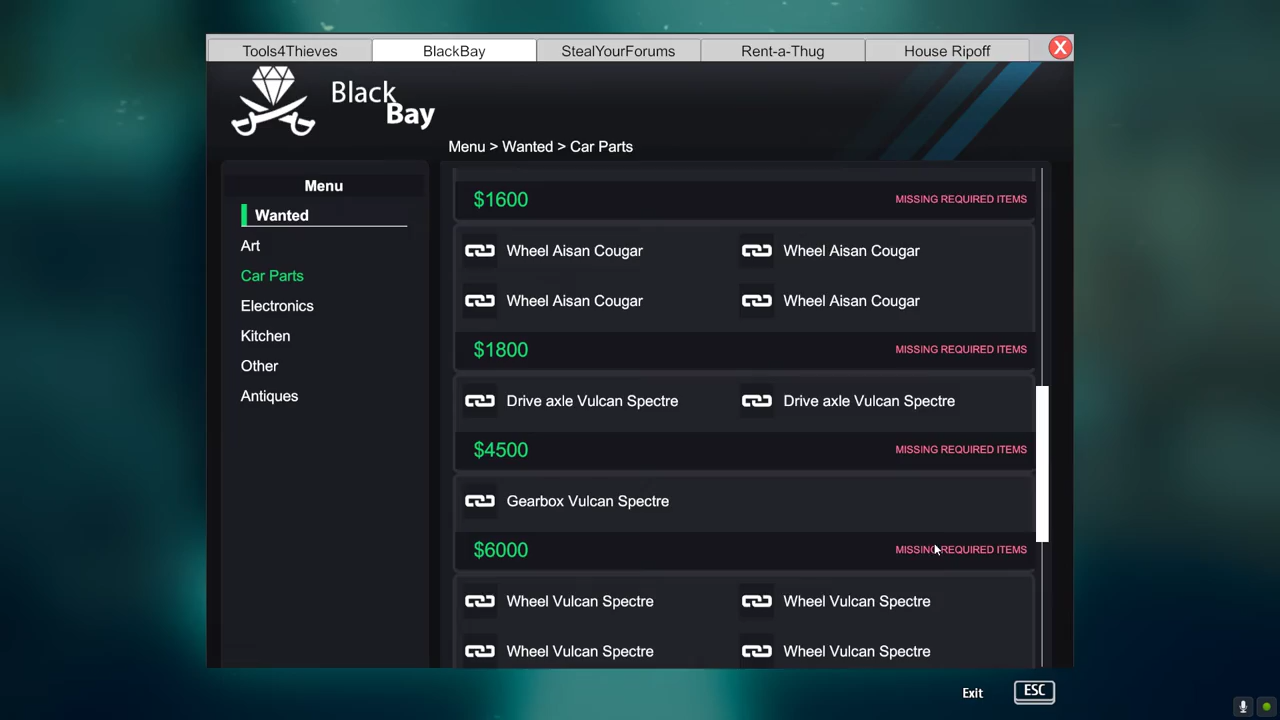 Tools4Thieves BlackBay StealYourForums Rent-a-Thug House Ripoff X
Black
Bay
Menu > Wanted > Car Parts
Menu
Wanted
Art
Car Parts
Electronics
Kitchen
Other
Antiques
$1600 MISSING REQUIRED ITEMS
Wheel Aisan Cougar Wheel Aisan Cougar
Wheel Aisan Cougar Wheel Aisan Cougar
$1800 MISSING REQUIRED ITEMS
Drive axle Vulcan Spectre Drive axle Vulcan Spectre
$4500 MISSING REQUIRED ITEMS
Gearbox Vulcan Spectre
$6000 MISSING REQUIRED ITEMS
Wheel Vulcan Spectre Wheel Vulcan Spectre
Wheel Vulcan Spectre Wheel Vulcan Spectre
Exit ESC